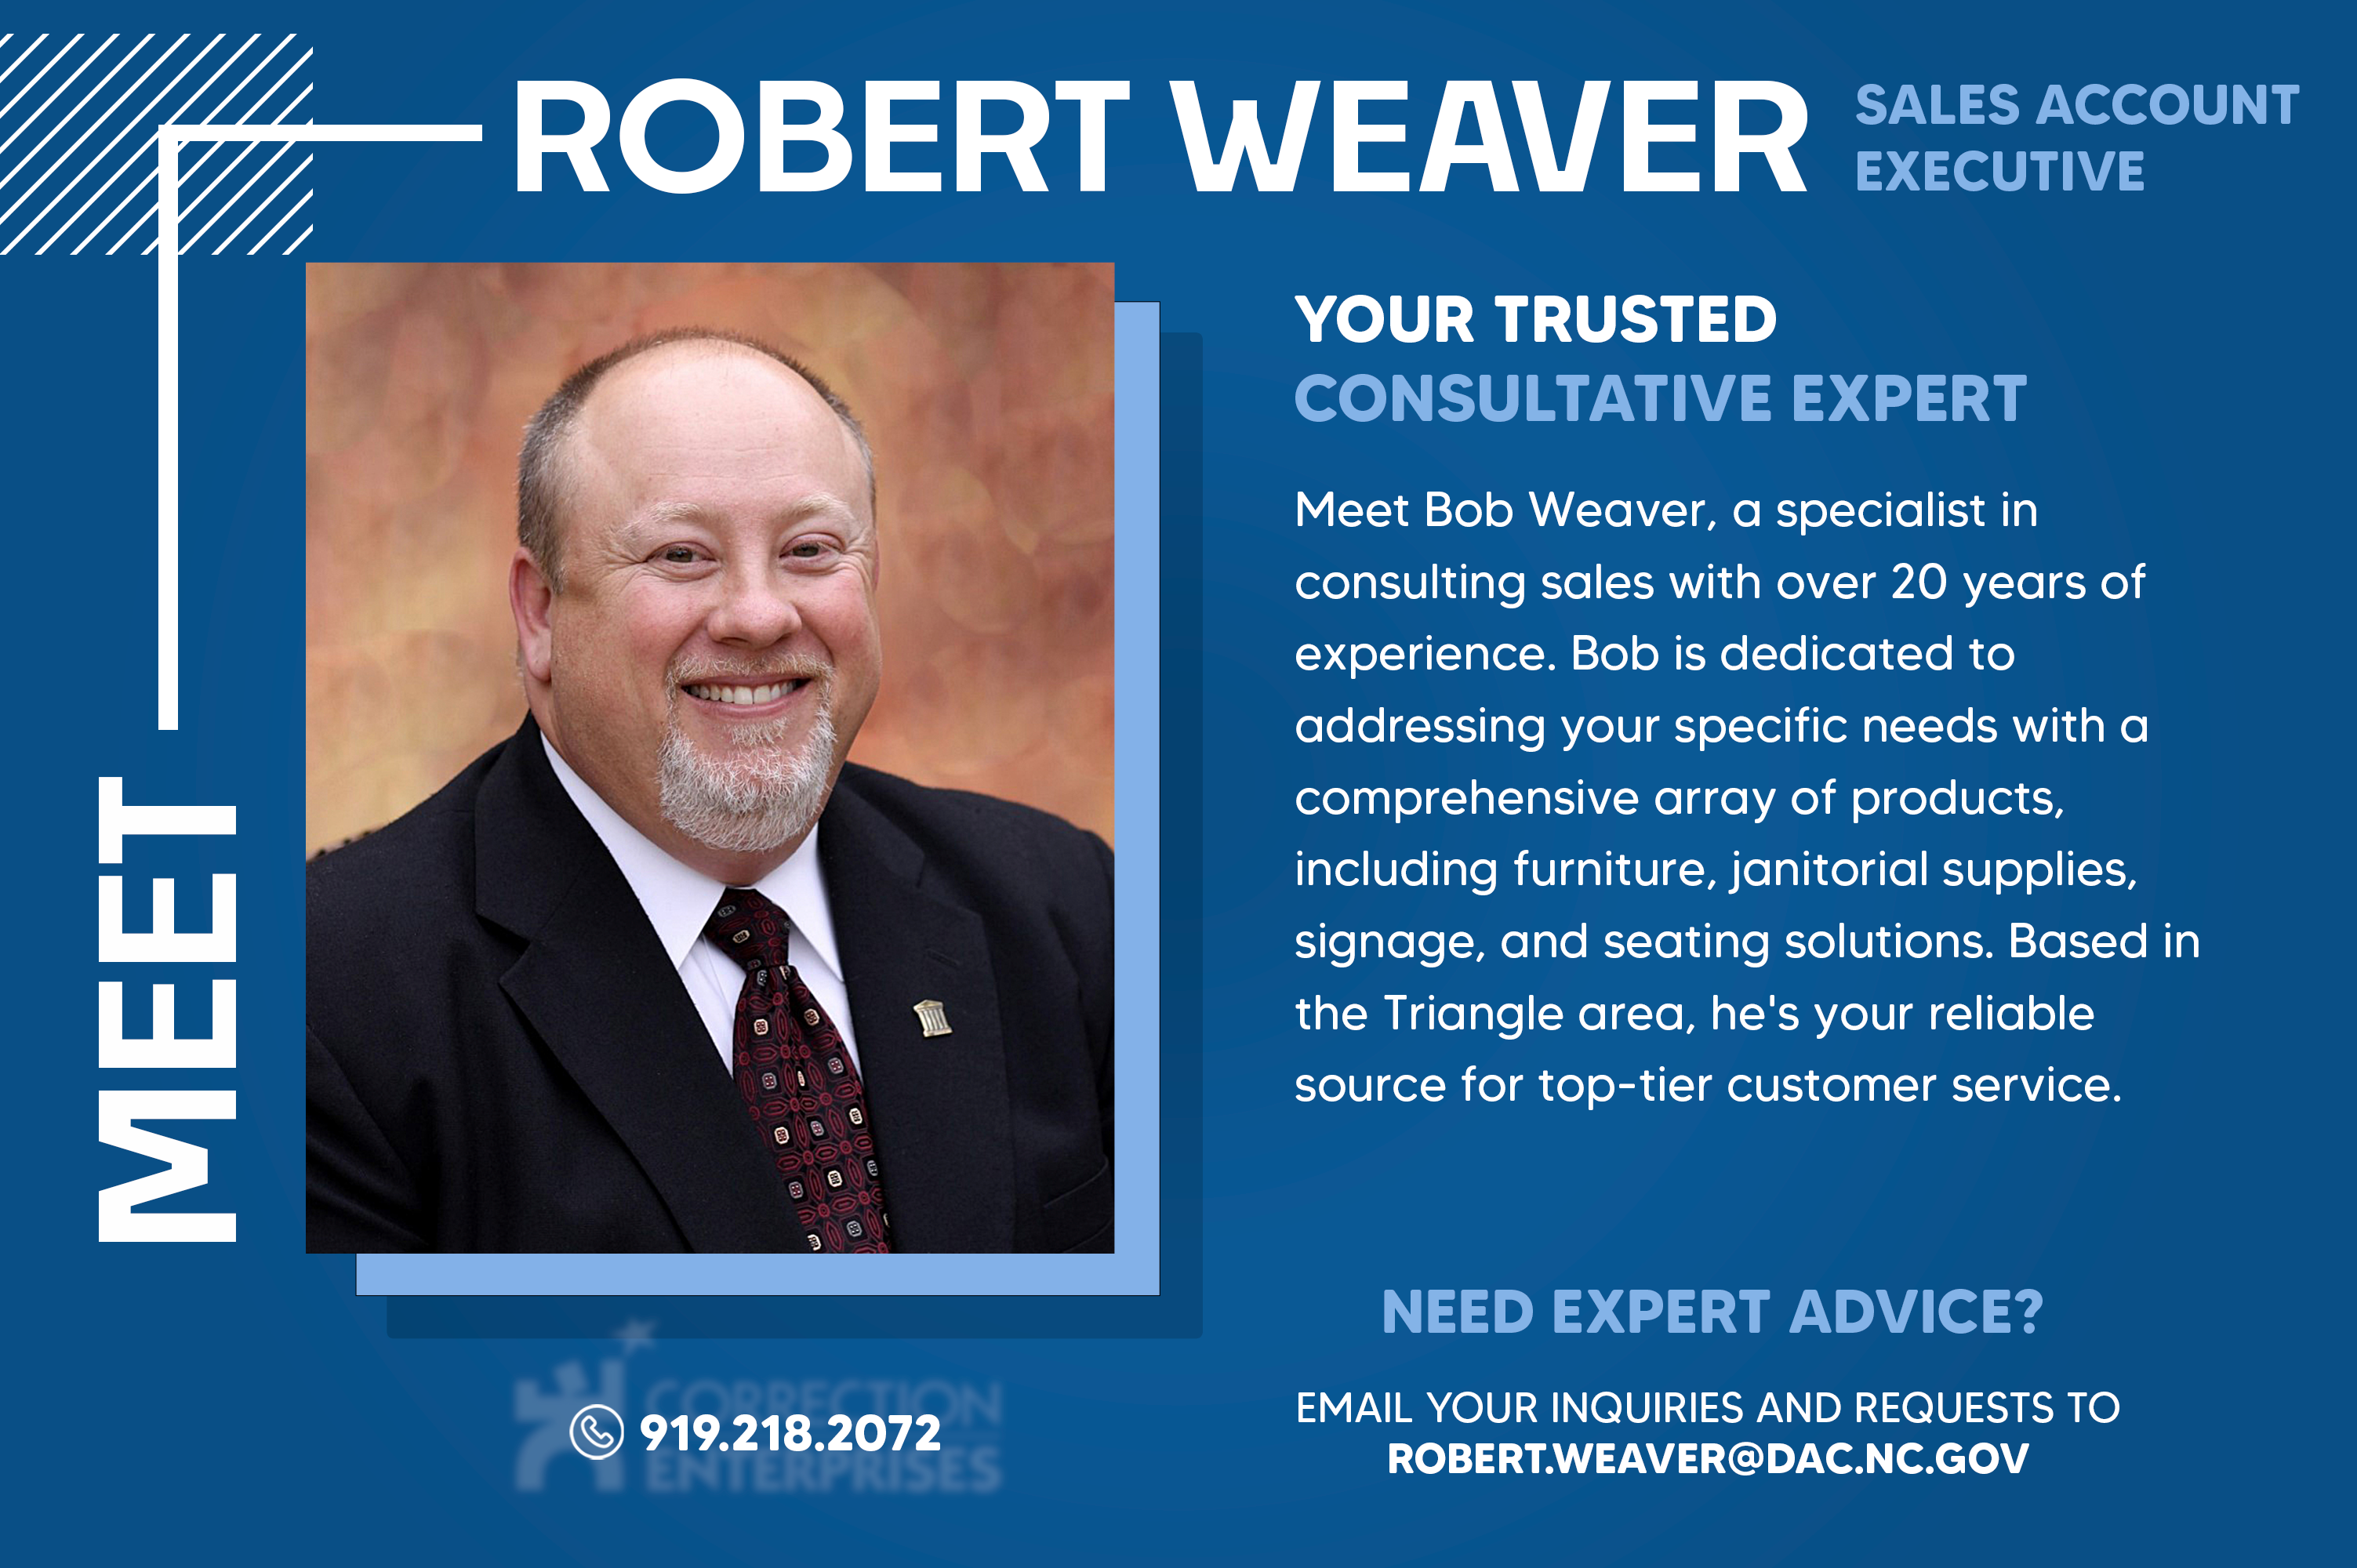 MEET
ROBERT WEAVER
SALES ACCOUNT
EXECUTIVE
YOUR TRUSTED
CONSULTATIVE EXPERT
Meet Bob Weaver, a specialist in
consulting sales with over 20 years of
experience. Bob is dedicated to
addressing your specific needs with a
comprehensive array of products,
including furniture, janitorial supplies,
signage, and seating solutions. Based in
the Triangle area, he's your reliable
source for top-tier customer service.
NEED EXPERT ADVICE?
EMAIL YOUR INQUIRIES AND REQUESTS TO
ROBERT.WEAVER@DAC.NC.GOV
CORRECTION
919.218.2072
ENTERPRISES